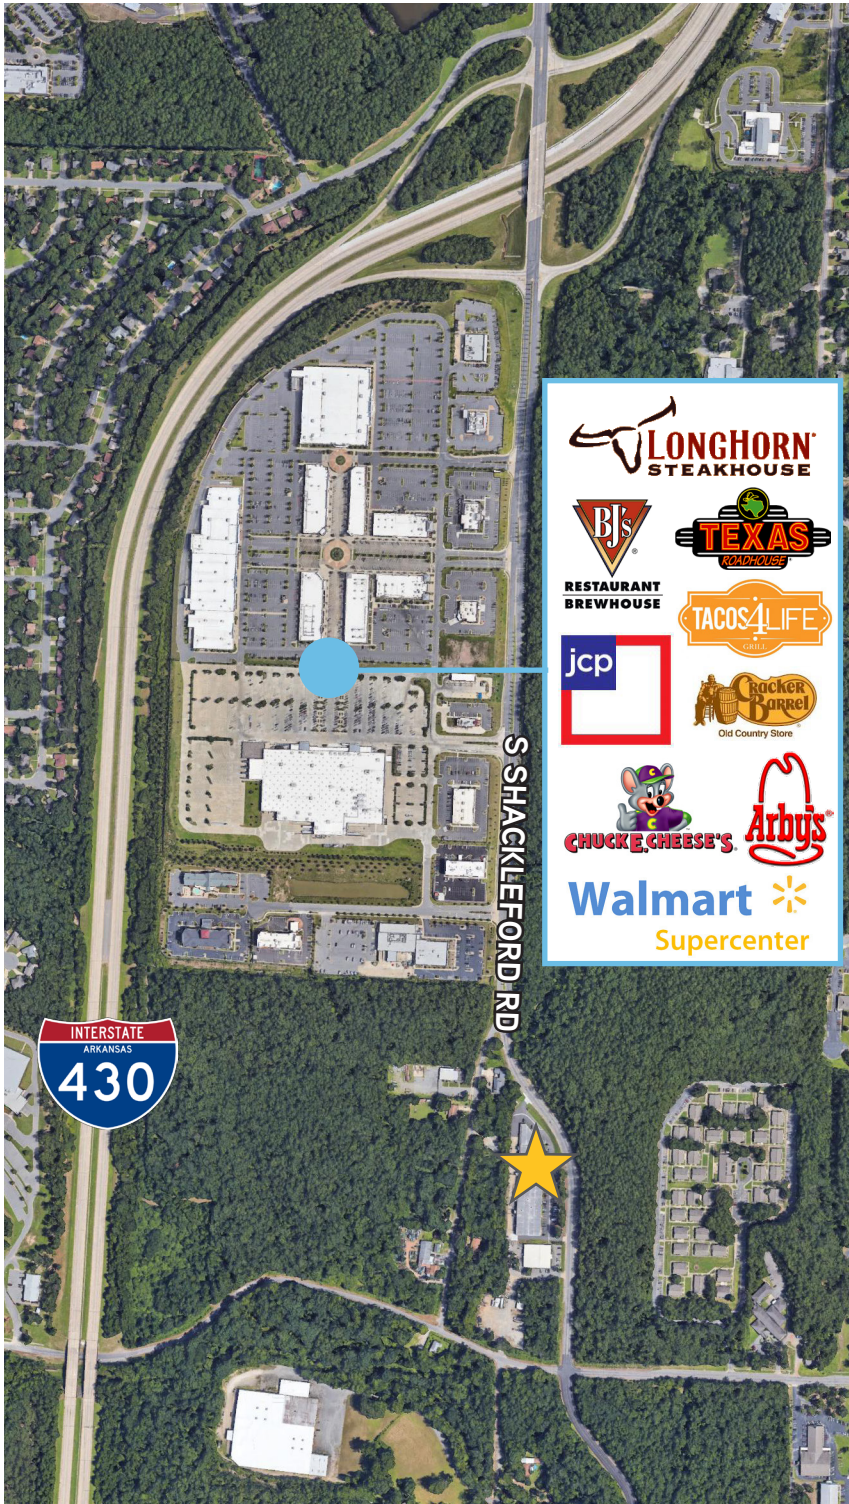 LONGHORN®
STEAKHOUSE
BJ's
®
RESTAURANT
BREWHOUSE
TEXAS
ROADHOUSE
TACOS4LIFE
GRILL
jcp
Cracker
Barrel
Old Country Store
C
C
CHUCK E. CHEESE'S.
Arby's®
Walmart
Supercenter
S SHACKLEFORD RD
INTERSTATE
ARKANSAS
430